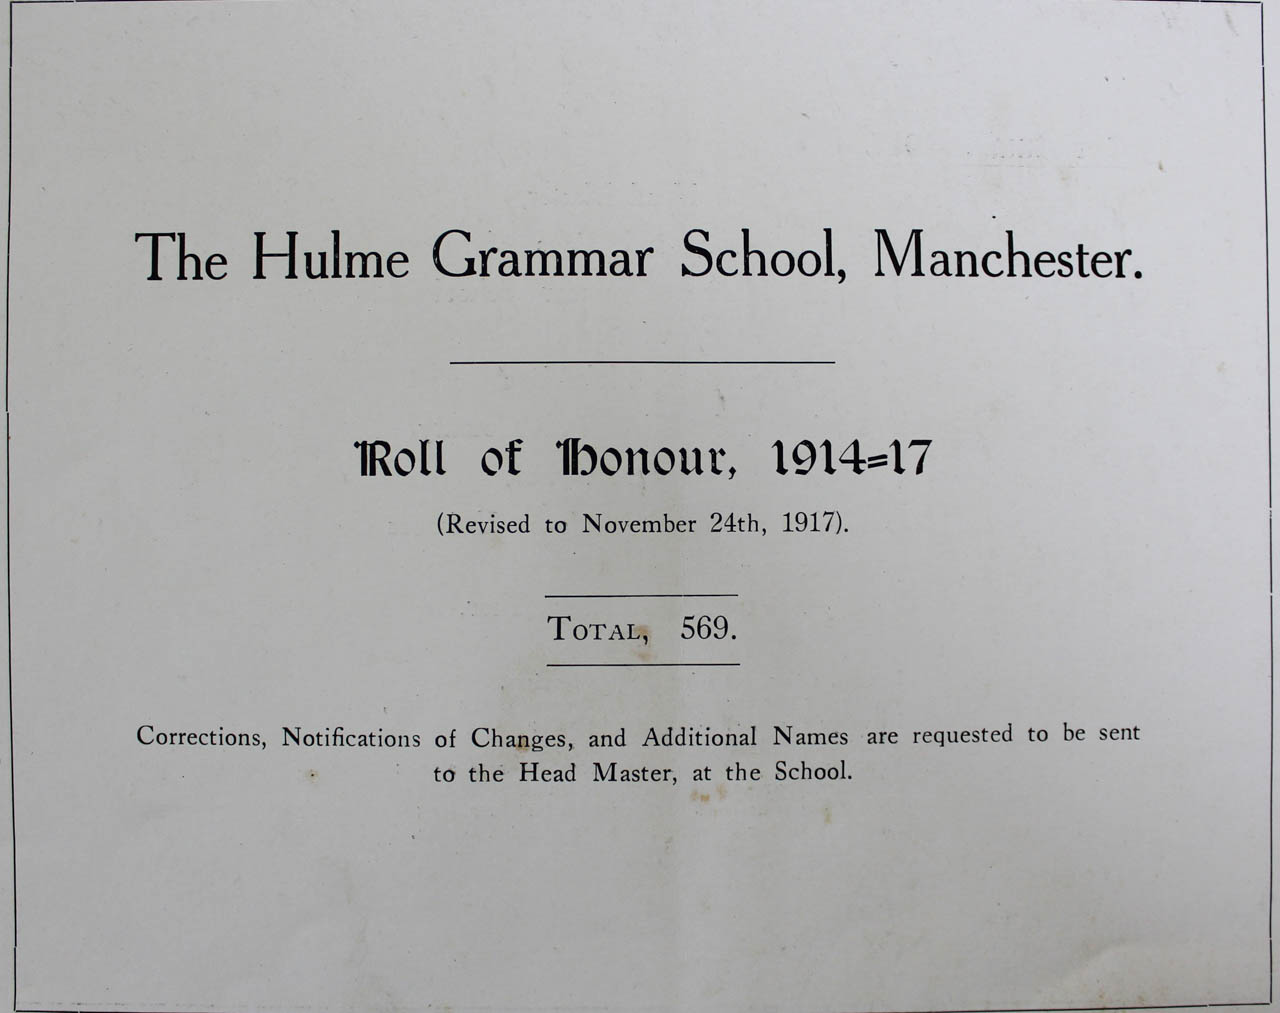 The Hulme Grammar School, Manchester.
Roll of Honour, 1914=17
(Revised to November 24th, 1917).
TOTAL, 569.
Corrections, Notifications of Changes, and Additional Names are requested to be sent
to the Head Master, at the School.